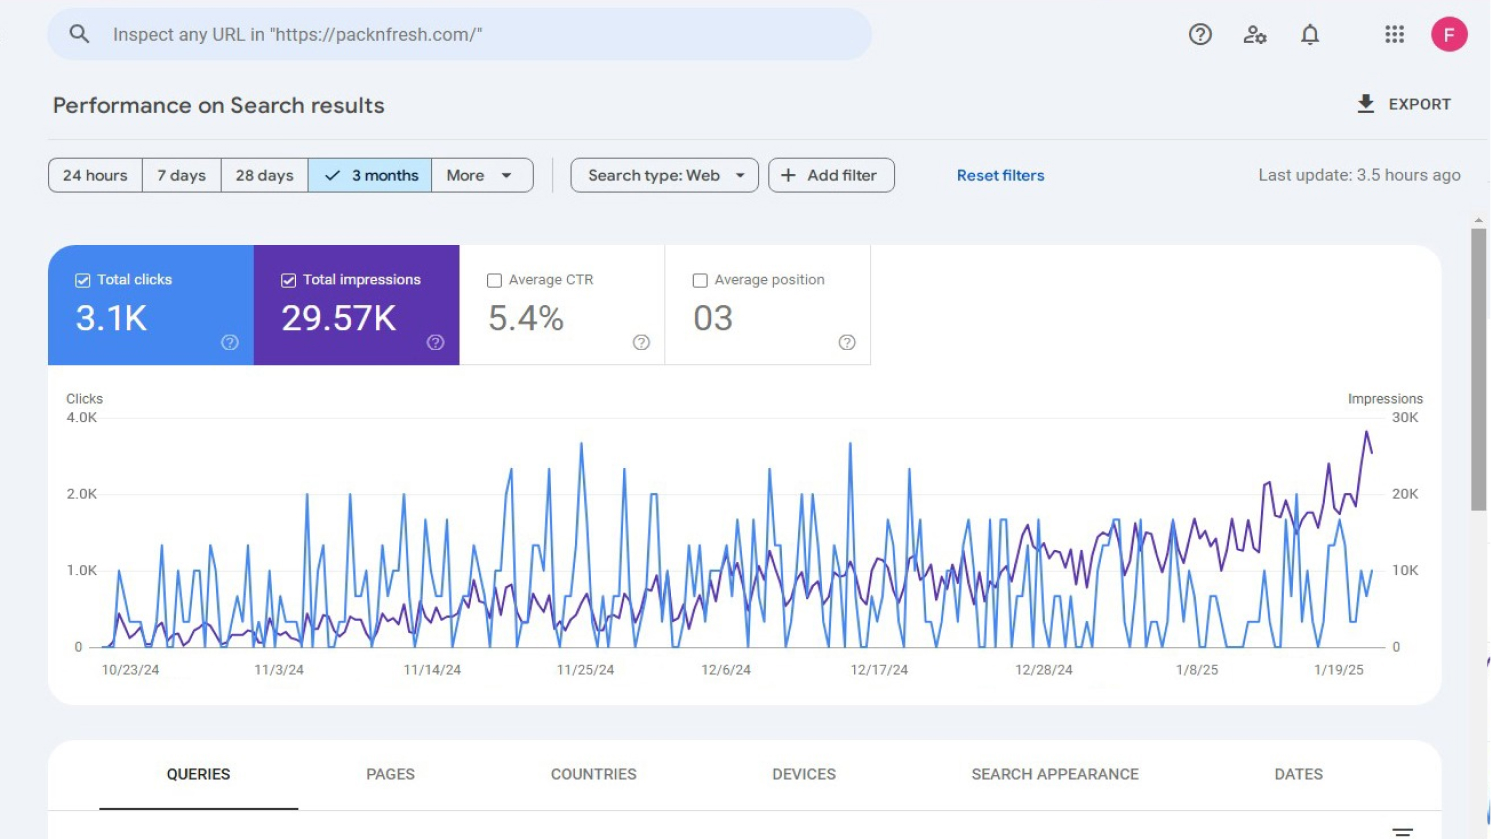 Inspect any URL in "https://packnfresh.com/"
F
Performance on Search results
EXPORT
24 hours
7 days
28 days
3 months
More
Search type: Web
Add filter
Reset filters
Last update: 3.5 hours ago
Total clicks
3.1K
Total impressions
29.57K
Average CTR
5.4%
Average position
03
Clicks
Impressions
4.0K
30K
2.0K
20K
1.0K
10K
0
0
10/23/24 11/3/24 11/14/24 11/25/24 12/6/24 12/17/24 12/28/24 1/8/25 1/19/25
QUERIES PAGES COUNTRIES DEVICES SEARCH APPEARANCE DATES